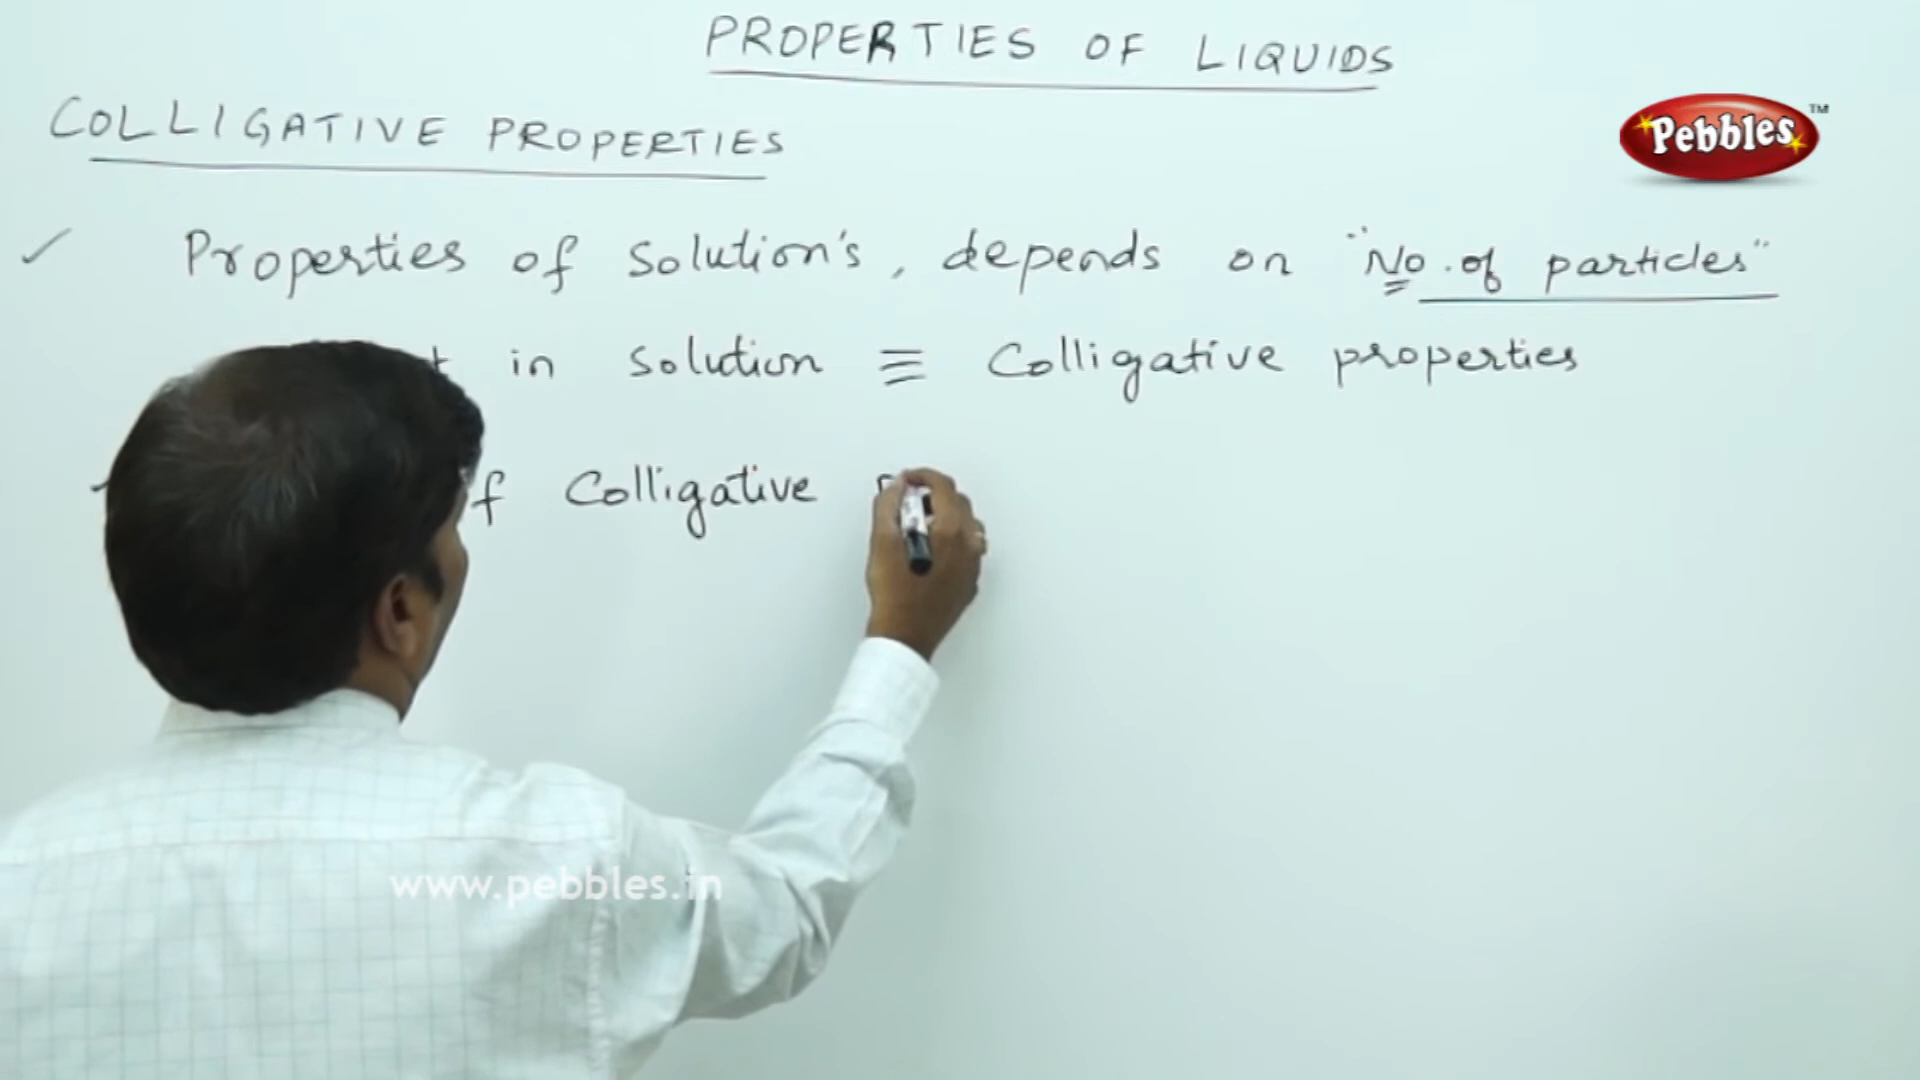 PROPERTIES OF LIQUIDS
COLLIGATIVE PROPERTIES
Pebbles TM
✓ Properties of solution's, depends on "No. of particles"
in solution ≡ Colligative properties
Colligative
www.pebbles.in